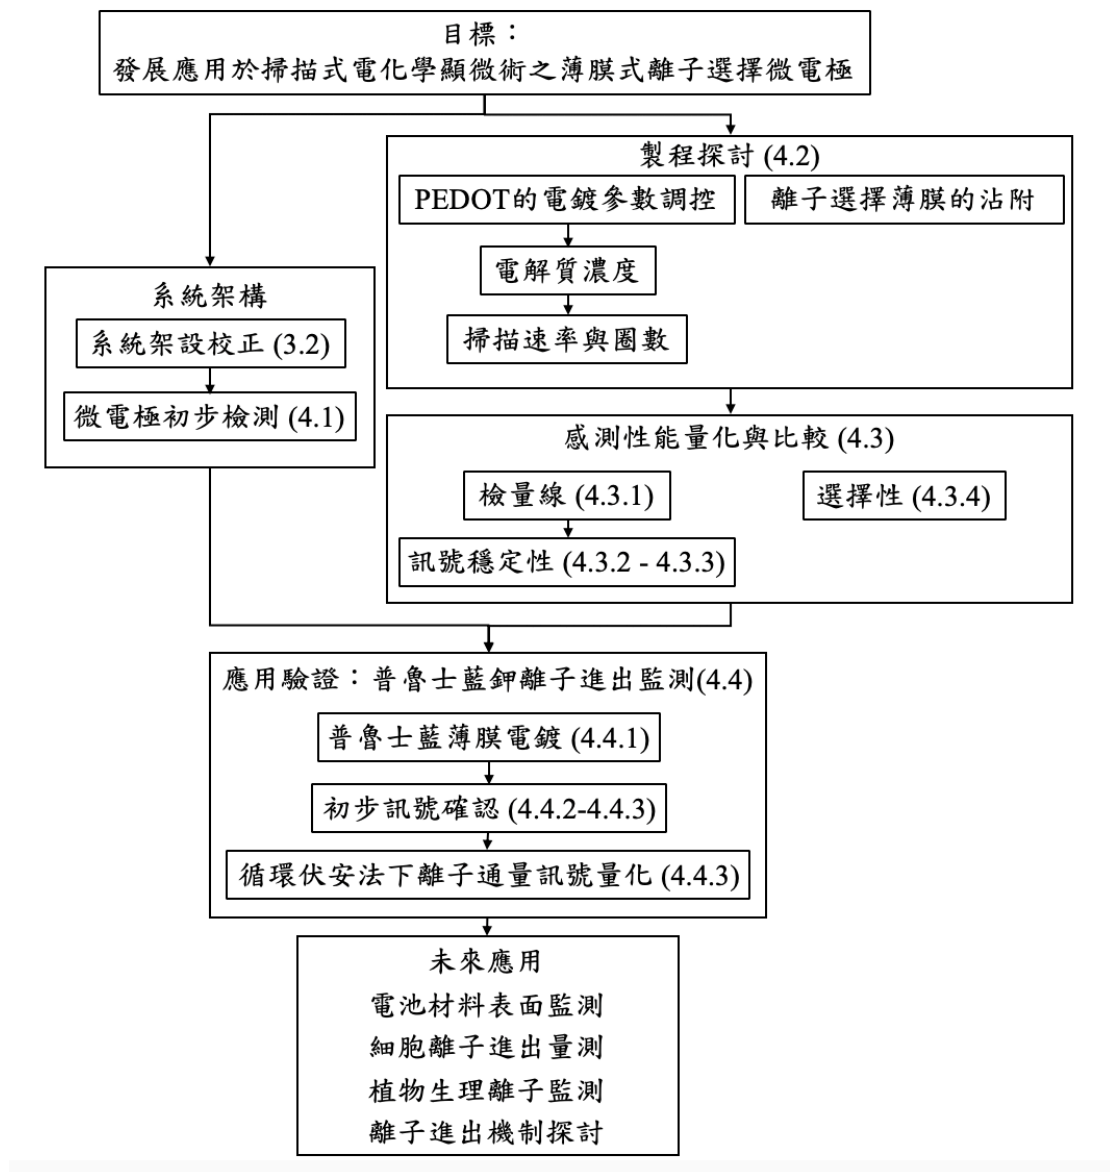 目標：
發展應用於掃描式電化學顯微術之薄膜式離子選擇微電極
系統架構
系統架設校正 (3.2)
微電極初步檢測 (4.1)
製程探討 (4.2)
PEDOT的電鍍參數調控
離子選擇薄膜的沾附
電解質濃度
掃描速率與圈數
感測性能量化與比較 (4.3)
檢量線 (4.3.1)
選擇性 (4.3.4)
訊號穩定性 (4.3.2 - 4.3.3)
應用驗證：普魯士藍鉀離子進出監測(4.4)
普魯士藍薄膜電鍍 (4.4.1)
初步訊號確認 (4.4.2-4.4.3)
循環伏安法下離子通量訊號量化 (4.4.3)
未來應用
電池材料表面監測
細胞離子進出量測
植物生理離子監測
離子進出機制探討